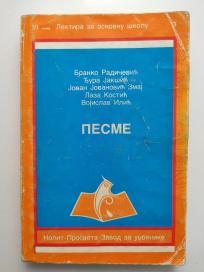 Лектира за основну школу
Бранко Радичевић
Ђура Јакшић
Јован Јовановић Змај
Лаза Костић
Војислав Илић
ПЕСМЕ
Нолит-Просвета-Завод за уџбенике